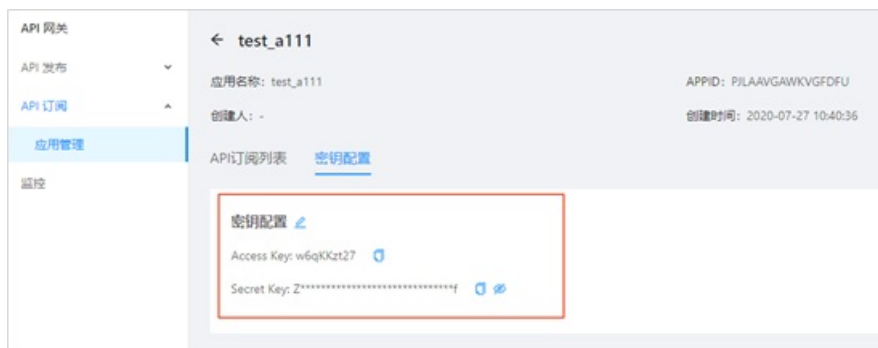 API 网关
API 发布
API 订阅
应用管理
监控
← test_a111
应用名称：test_a111
APPID：PJLAAVGAWKVGFDFU
创建人：-
创建时间：2020-07-27 10:40:36
API订阅列表 密钥配置
密钥配置
Access Key: w6qKKzt27
Secret Key: Z******************************f